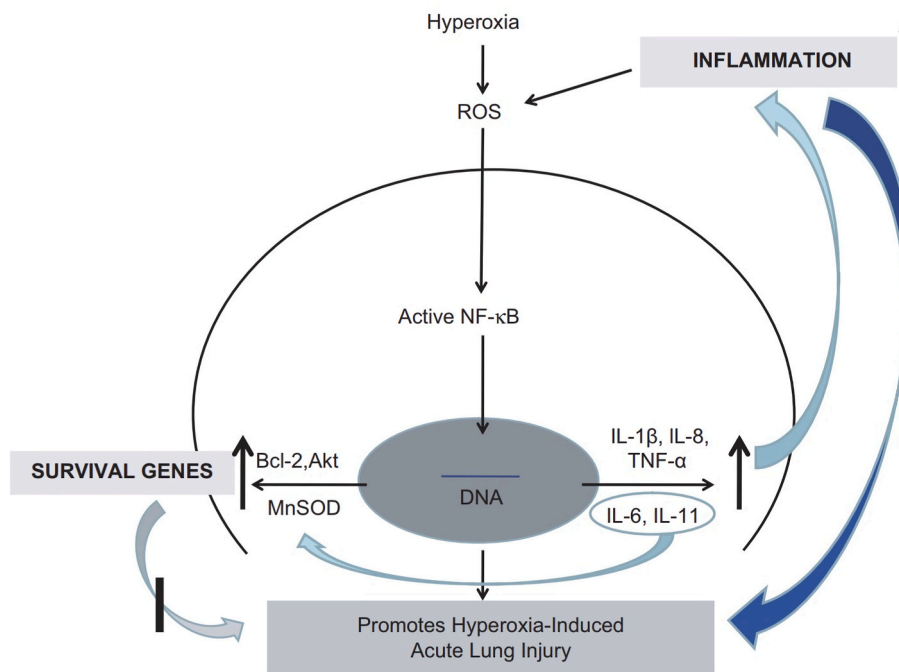 Hyperoxia
INFLAMMATION
ROS
Active NF-κB
IL-1β, IL-8,
TNF-α
SURVIVAL GENES
Bcl-2,Akt
MnSOD
DNA
IL-6, IL-11
Promotes Hyperoxia-Induced
Acute Lung Injury